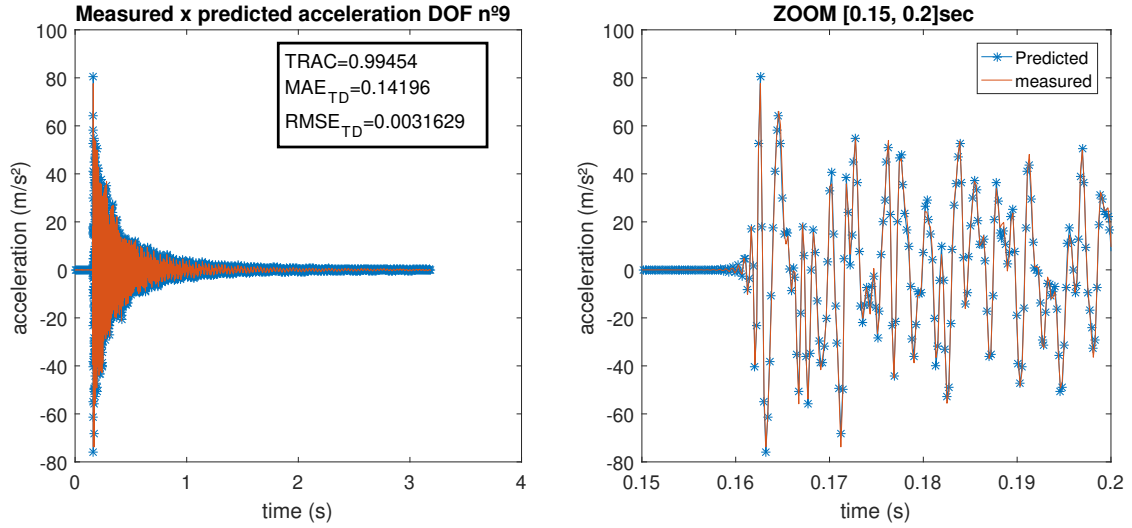 Measured x predicted acceleration DOF nº9
TRAC=0.99454
MAE_TD=0.14196
RMSE_TD=0.0031629
100
80
60
40
20
0
-20
-40
-60
-80
acceleration (m/s²)
0
1
2
3
4
time (s)
ZOOM [0.15, 0.2]sec
Predicted
measured
100
80
60
40
20
0
-20
-40
-60
-80
acceleration (m/s²)
0.15
0.16
0.17
0.18
0.19
0.2
time (s)